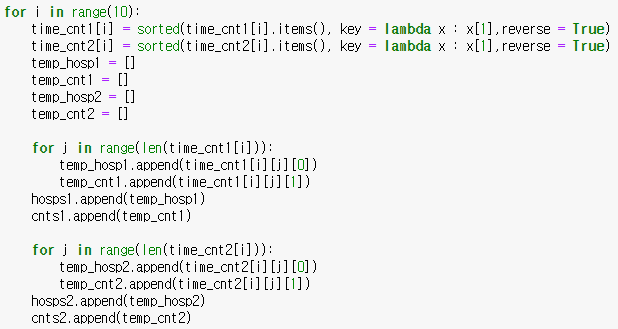 for i in range(10):
    time_cnt1[i] = sorted(time_cnt1[i].items(), key = lambda x : x[1],reverse = True)
    time_cnt2[i] = sorted(time_cnt2[i].items(), key = lambda x : x[1],reverse = True)
    temp_hosp1 = []
    temp_cnt1 = []
    temp_hosp2 = []
    temp_cnt2 = []

    for j in range(len(time_cnt1[i])):
        temp_hosp1.append(time_cnt1[i][j][0])
        temp_cnt1.append(time_cnt1[i][j][1])
    hosps1.append(temp_hosp1)
    cnts1.append(temp_cnt1)

    for j in range(len(time_cnt2[i])):
        temp_hosp2.append(time_cnt2[i][j][0])
        temp_cnt2.append(time_cnt2[i][j][1])
    hosps2.append(temp_hosp2)
    cnts2.append(temp_cnt2)